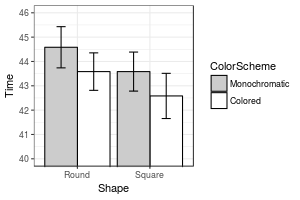 46
45
44
43
42
41
40
Time
Round Square
Shape
ColorScheme
Monochromatic
Colored